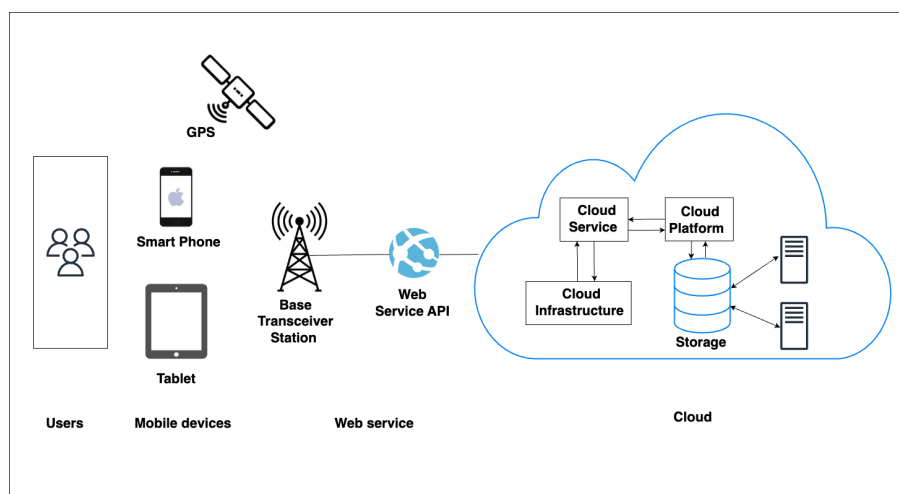 GPS
Smart Phone
Tablet
Base
Transceiver
Station
Web
Service API
Cloud
Service
Cloud
Platform
Cloud
Infrastructure
Storage
Users
Mobile devices
Web service
Cloud